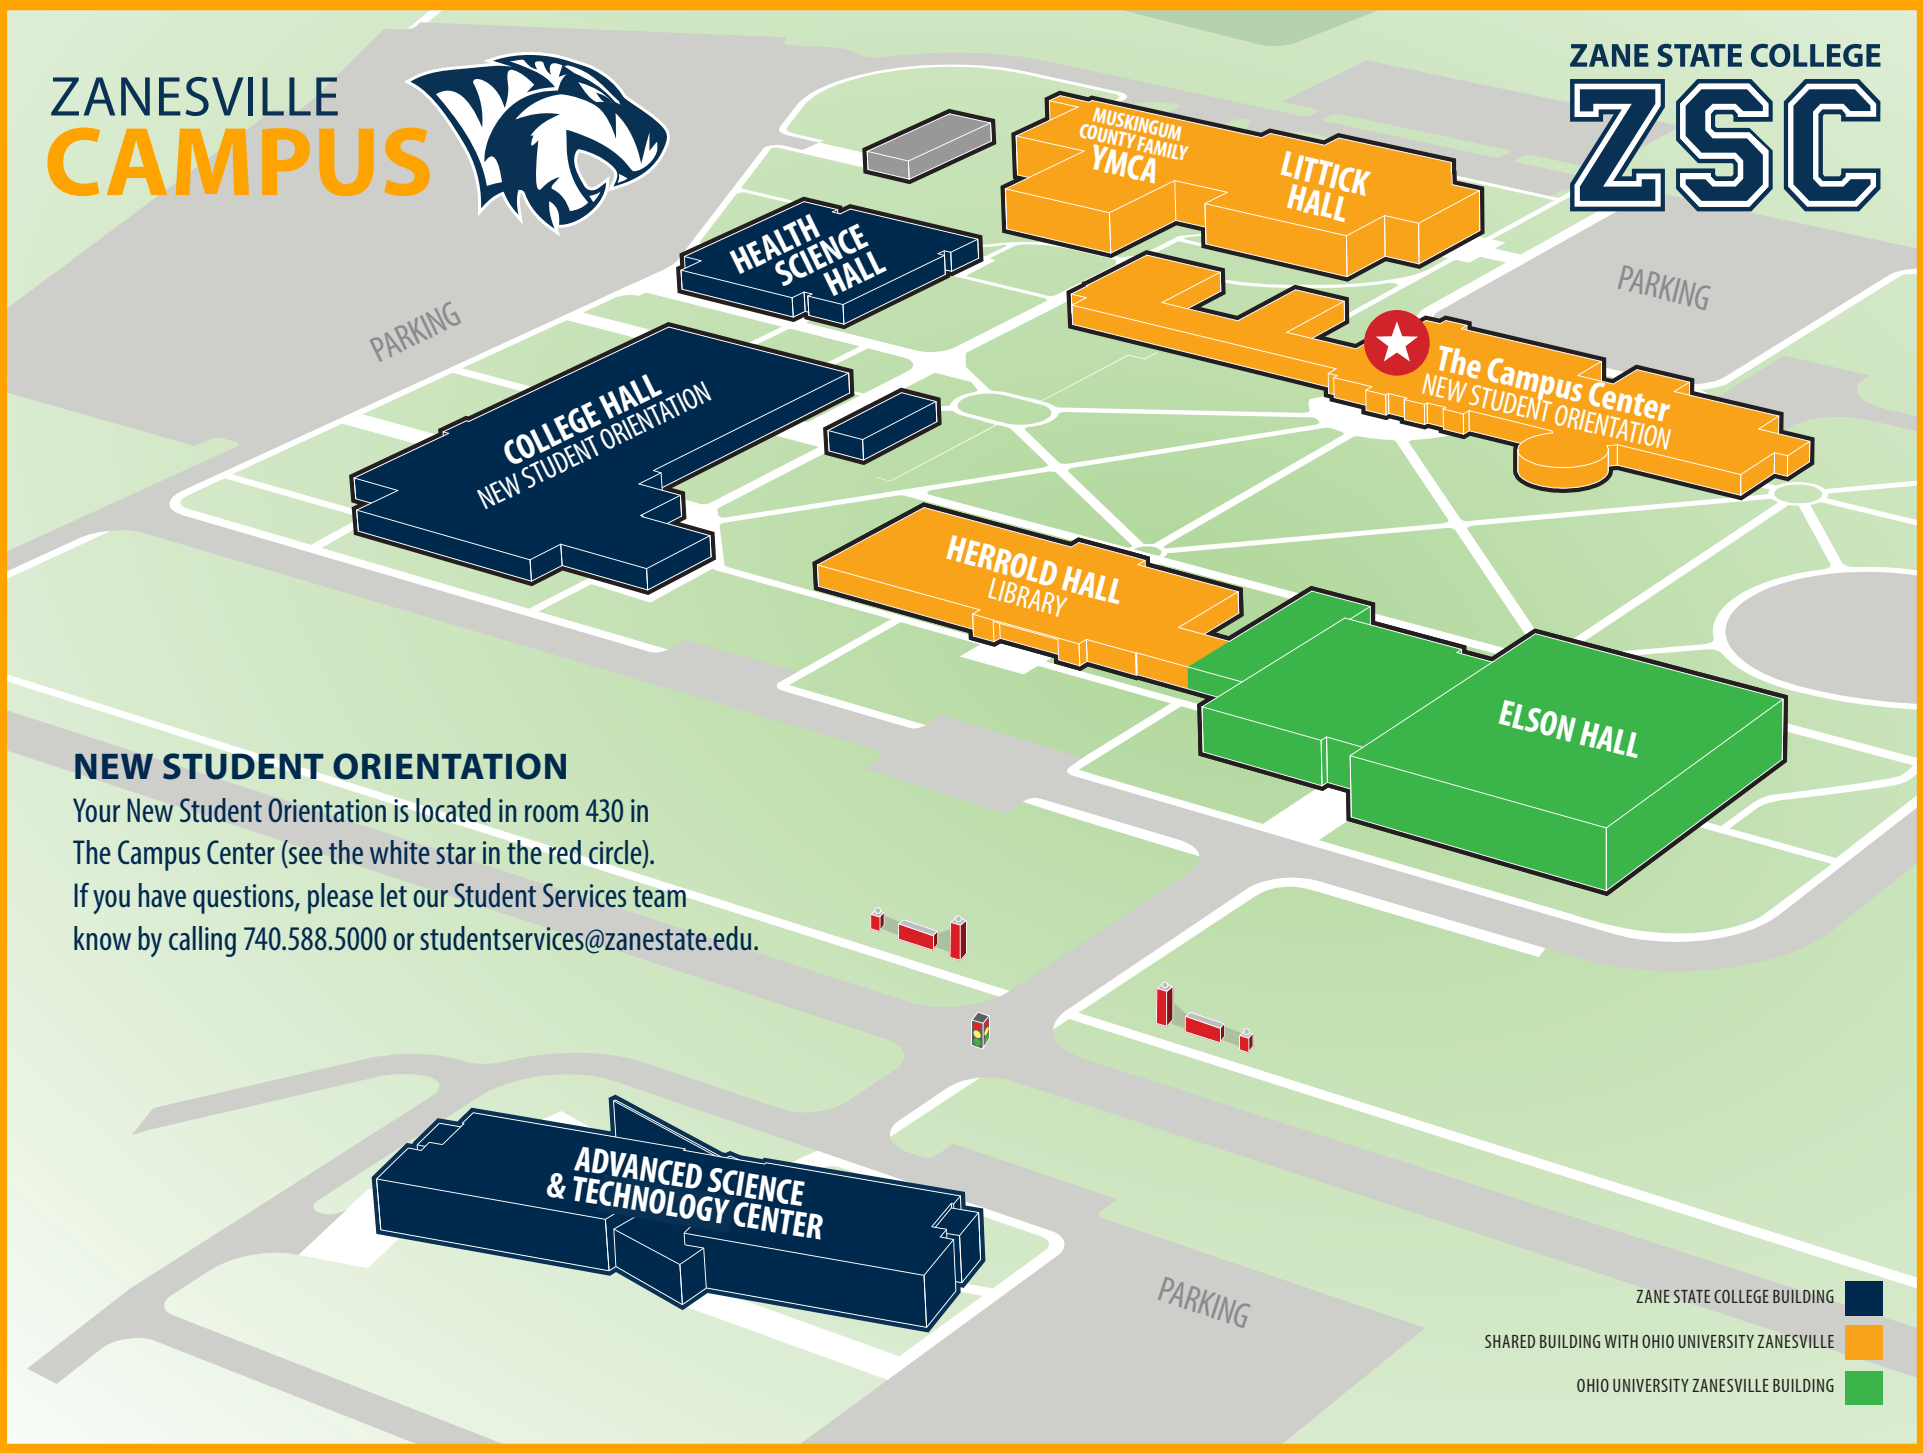 ZANESVILLE
CAMPUS
ZANE STATE COLLEGE
ZSC
MUSKINGUM
COUNTY FAMILY
YMCA
LITTICK
HALL
HEALTH
SCIENCE
HALL
PARKING
PARKING
The Campus Center
NEW STUDENT ORIENTATION
COLLEGE HALL
NEW STUDENT ORIENTATION
HERROLD HALL
LIBRARY
ELSON HALL
NEW STUDENT ORIENTATION
Your New Student Orientation is located in room 430 in
The Campus Center (see the white star in the red circle).
If you have questions, please let our Student Services team
know by calling 740.588.5000 or studentservices@zanestate.edu.
ADVANCED SCIENCE
& TECHNOLOGY CENTER
PARKING
ZANE STATE COLLEGE BUILDING
SHARED BUILDING WITH OHIO UNIVERSITY ZANESVILLE
OHIO UNIVERSITY ZANESVILLE BUILDING